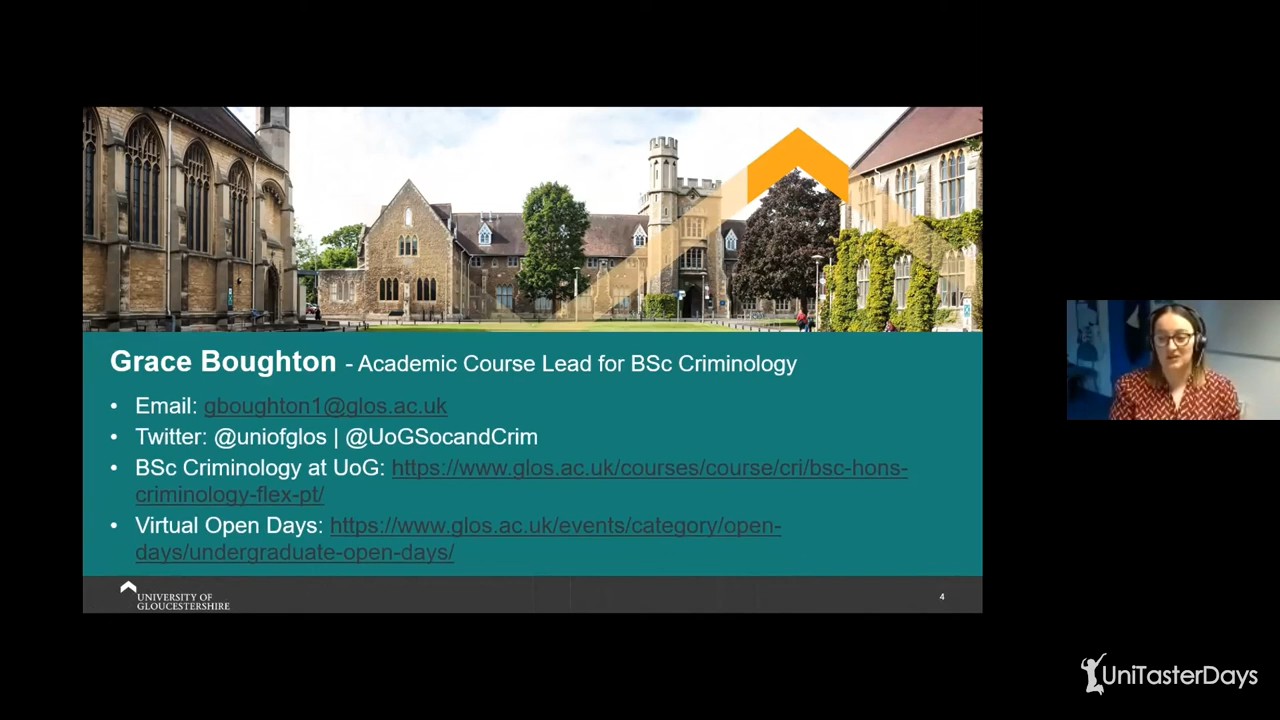 Grace Boughton - Academic Course Lead for BSc Criminology
• Email: gboughton1@glos.ac.uk
• Twitter: @uniofglos | @UoGSocandCrim
• BSc Criminology at UoG: https://www.glos.ac.uk/courses/course/cri/bsc-hons-
criminology-flex-pt/
• Virtual Open Days: https://www.glos.ac.uk/events/category/open-
days/undergraduate-open-days/
UNIVERSITY OF
GLOUCESTERSHIRE
4
UniTasterDays